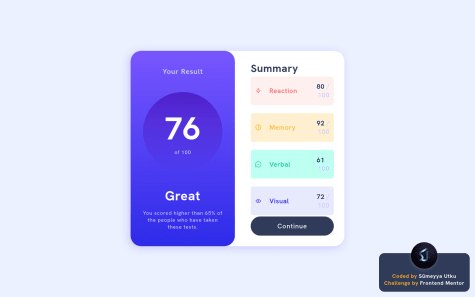 Your Result
76
of 100
Great
You scored higher than 65% of
the people who have taken
these tests.
Summary
Reaction 80 /
100
Memory 92 /
100
Verbal 61 /
100
Visual 72 /
100
Continue
Coded by Sümeyya Utku
Challenge by Frontend Mentor